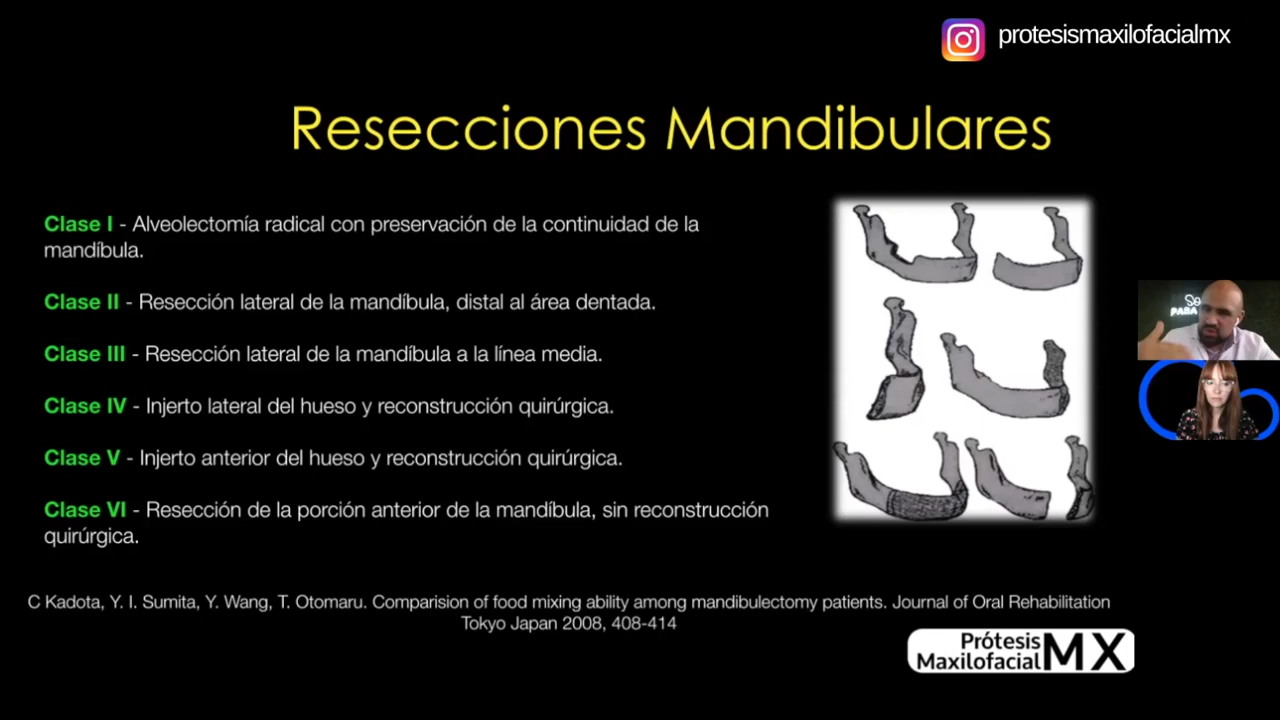 protesismaxilofacialmx
Resecciones Mandibulares
Clase I - Alveolectomía radical con preservación de la continuidad de la
mandíbula.
Clase II - Resección lateral de la mandíbula, distal al área dentada.
Clase III - Resección lateral de la mandíbula a la línea media.
Clase IV - Injerto lateral del hueso y reconstrucción quirúrgica.
Clase V - Injerto anterior del hueso y reconstrucción quirúrgica.
Clase VI - Resección de la porción anterior de la mandíbula, sin reconstrucción
quirúrgica.
C Kadota, Y. I. Sumita, Y. Wang, T. Otomaru. Comparision of food mixing ability among mandibulectomy patients. Journal of Oral Rehabilitation
Tokyo Japan 2008, 408-414
Prótesis
Maxilofacial MX